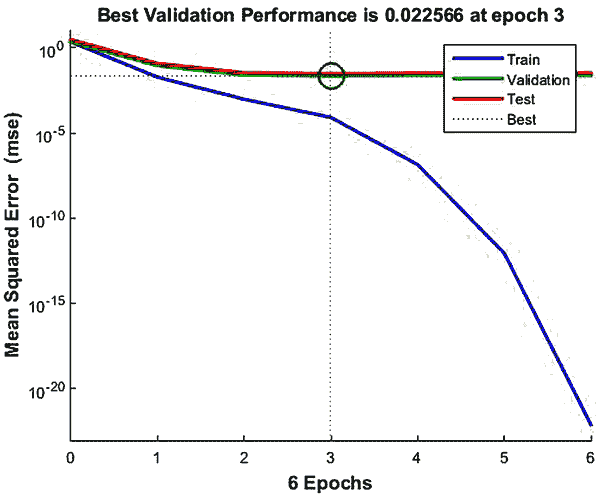 Best Validation Performance is 0.022566 at epoch 3
Mean Squared Error (mse)
10^0
10^-5
10^-10
10^-15
10^-20
Train
Validation
Test
Best
0 1 2 3 4 5 6
6 Epochs